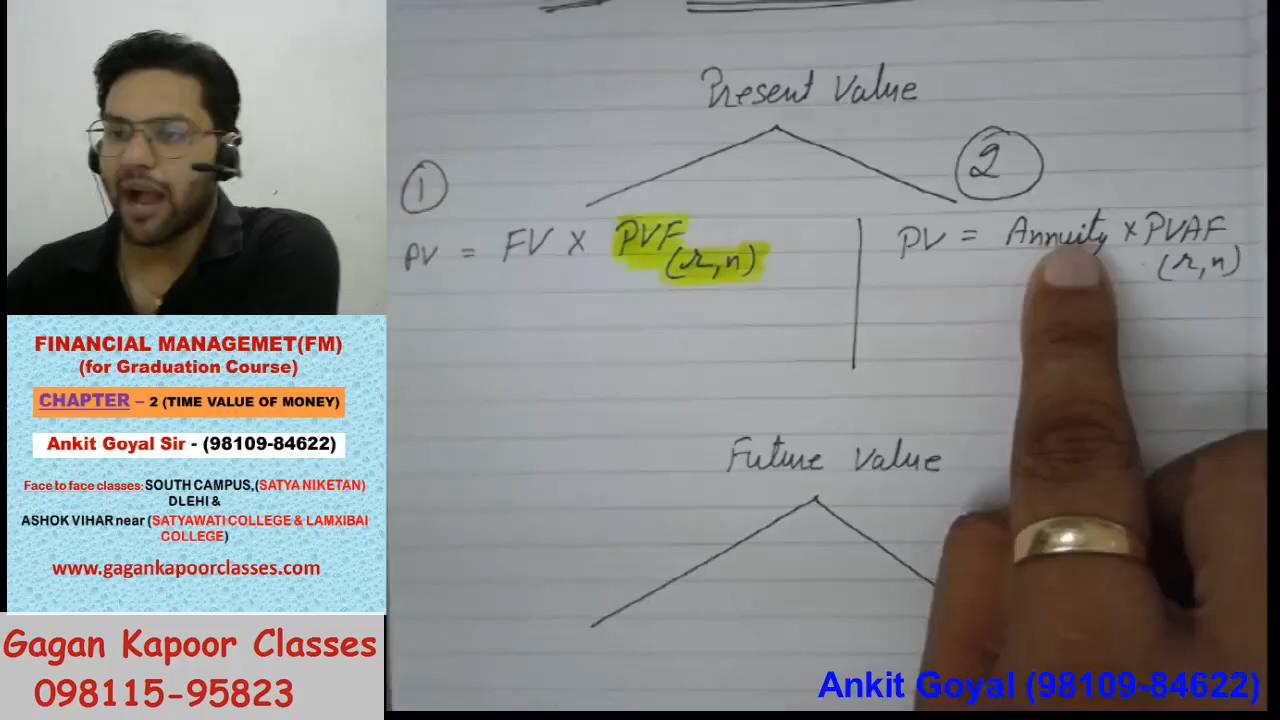 Present Value
①
②
PV = FV × PVF
(r,n)
PV = Annuity × PVAF
(r,n)
Future Value
FINANCIAL MANAGEMET(FM)
(for Graduation Course)
CHAPTER – 2 (TIME VALUE OF MONEY)
Ankit Goyal Sir - (98109-84622)
Face to face classes: SOUTH CAMPUS,(SATYA NIKETAN)
DLEHI &
ASHOK VIHAR near (SATYAWATI COLLEGE & LAMXIBAI
COLLEGE)
www.gagankapoorclasses.com
Gagan Kapoor Classes
098115-95823
Ankit Goyal (98109-84622)